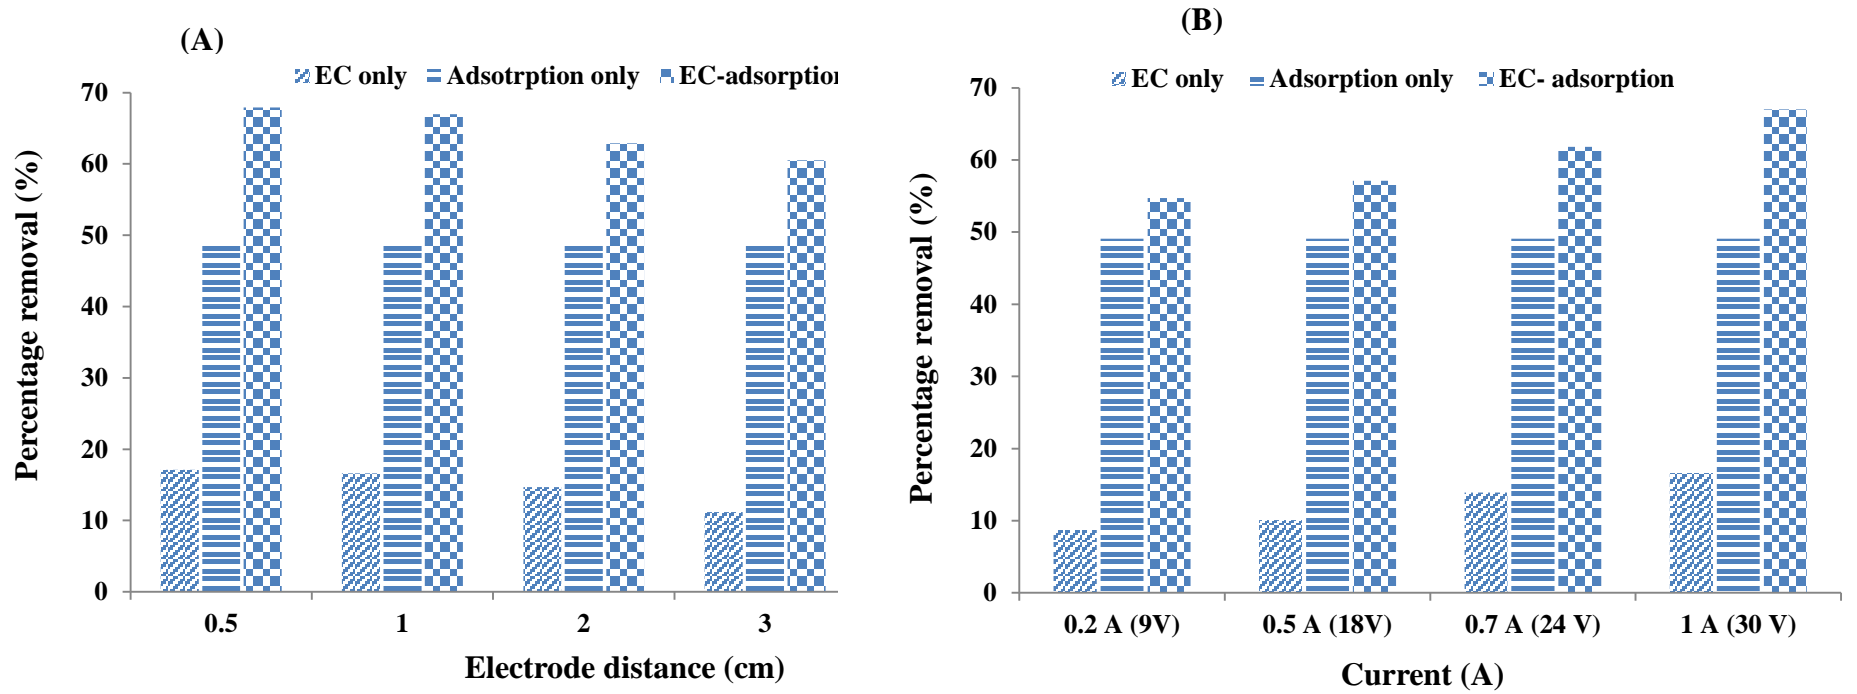 (A)
EC only Adsotrption only EC-adsorption
70
60
50
40
30
20
10
0
Percentage removal (%)
0.5 1 2 3
Electrode distance (cm)
(B)
EC only Adsorption only EC- adsorption
70
60
50
40
30
20
10
0
Percentage removal (%)
0.2 A (9V) 0.5 A (18V) 0.7 A (24 V) 1 A (30 V)
Current (A)